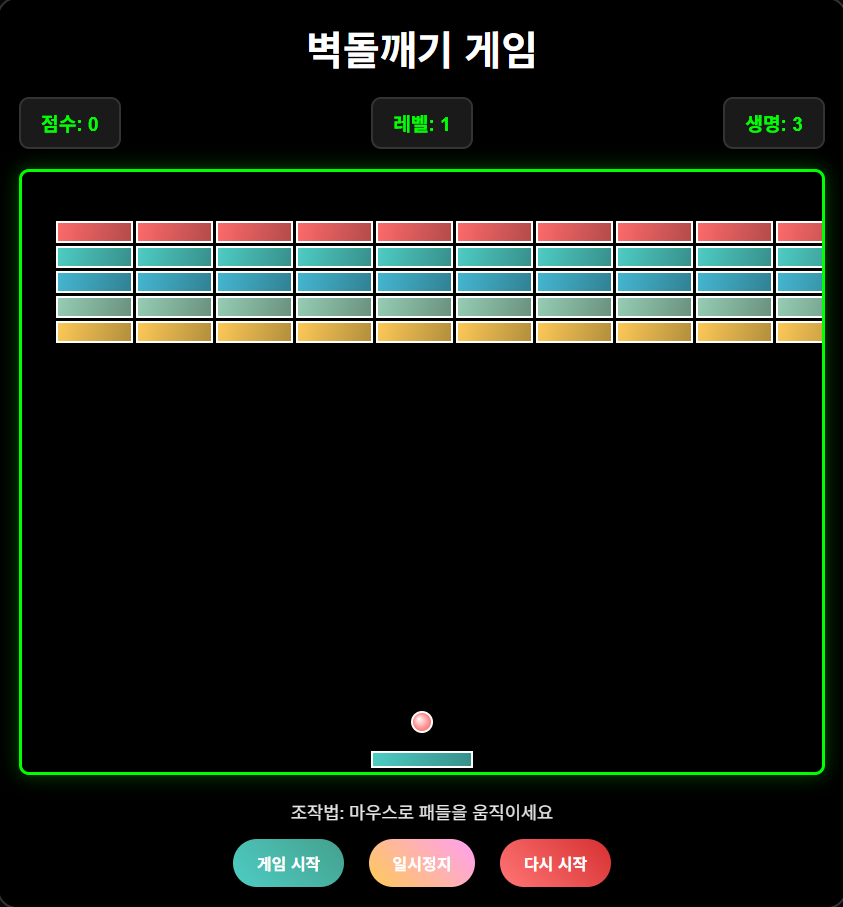 벽돌깨기 게임
점수: 0
레벨: 1
생명: 3
조작법: 마우스로 패들을 움직이세요
게임 시작
일시정지
다시 시작